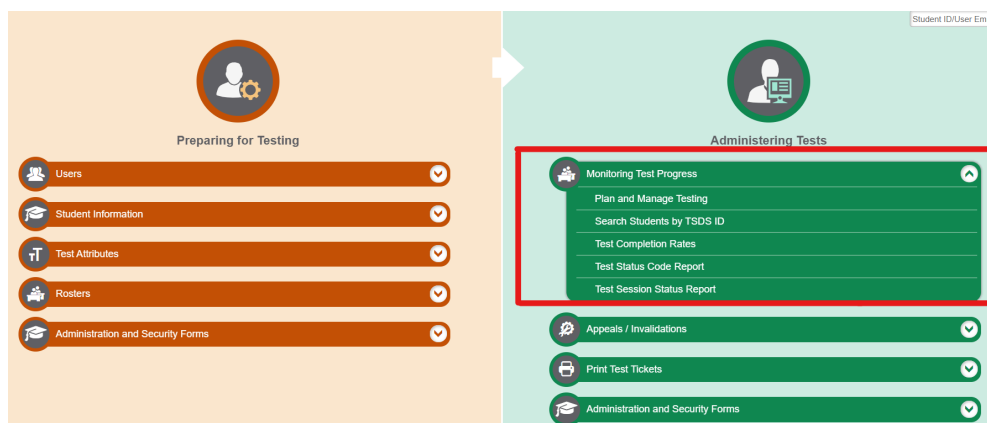 Student ID/User Em
Preparing for Testing
Users
Student Information
Test Attributes
Rosters
Administration and Security Forms
Administering Tests
Monitoring Test Progress
Plan and Manage Testing
Search Students by TSDS ID
Test Completion Rates
Test Status Code Report
Test Session Status Report
Appeals / Invalidations
Print Test Tickets
Administration and Security Forms